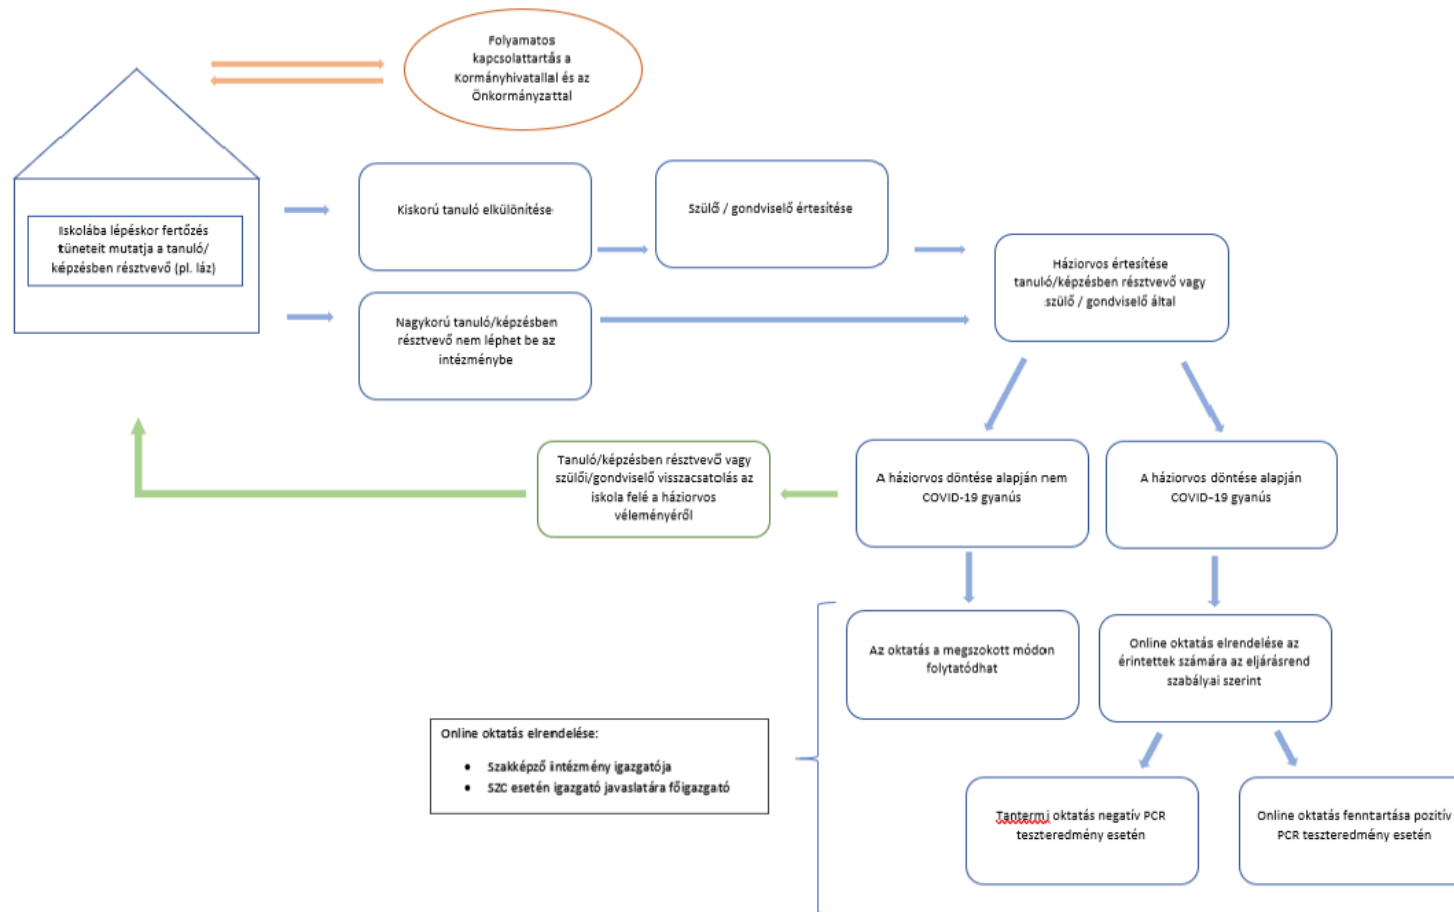 Folyamatos
kapcsolattartás a
Kormányhivatallal és az
Önkormányzattal
Iskolába lépéskor fertőzés
tüneteit mutatja a tanuló/
képzésben résztvevő (pl. láz)
Kiskorú tanuló elkülönítése
Szülő / gondviselő értesítése
Nagykorú tanuló/képzésben
résztvevő nem léphet be az
intézménybe
Háziorvos értesítése
tanuló/képzésben résztvevő vagy
szülő / gondviselő által
Tanuló/képzésben résztvevő vagy
szülői/gondviselő visszacsatolás az
iskola felé a háziorvos
véleményéről
A háziorvos döntése alapján nem
COVID-19 gyanús
A háziorvos döntése alapján
COVID-19 gyanús
Az oktatás a megszokott módon
folytatódhat
Online oktatás elrendelése az
érintettek számára az eljárásrend
szabályai szerint
Online oktatás elrendelése:
• Szakképző intézmény igazgatója
• SZC esetén igazgató javaslatára főigazgató
Tantermi oktatás negatív PCR
teszteredmény esetén
Online oktatás fenntartása pozitív
PCR teszteredmény esetén